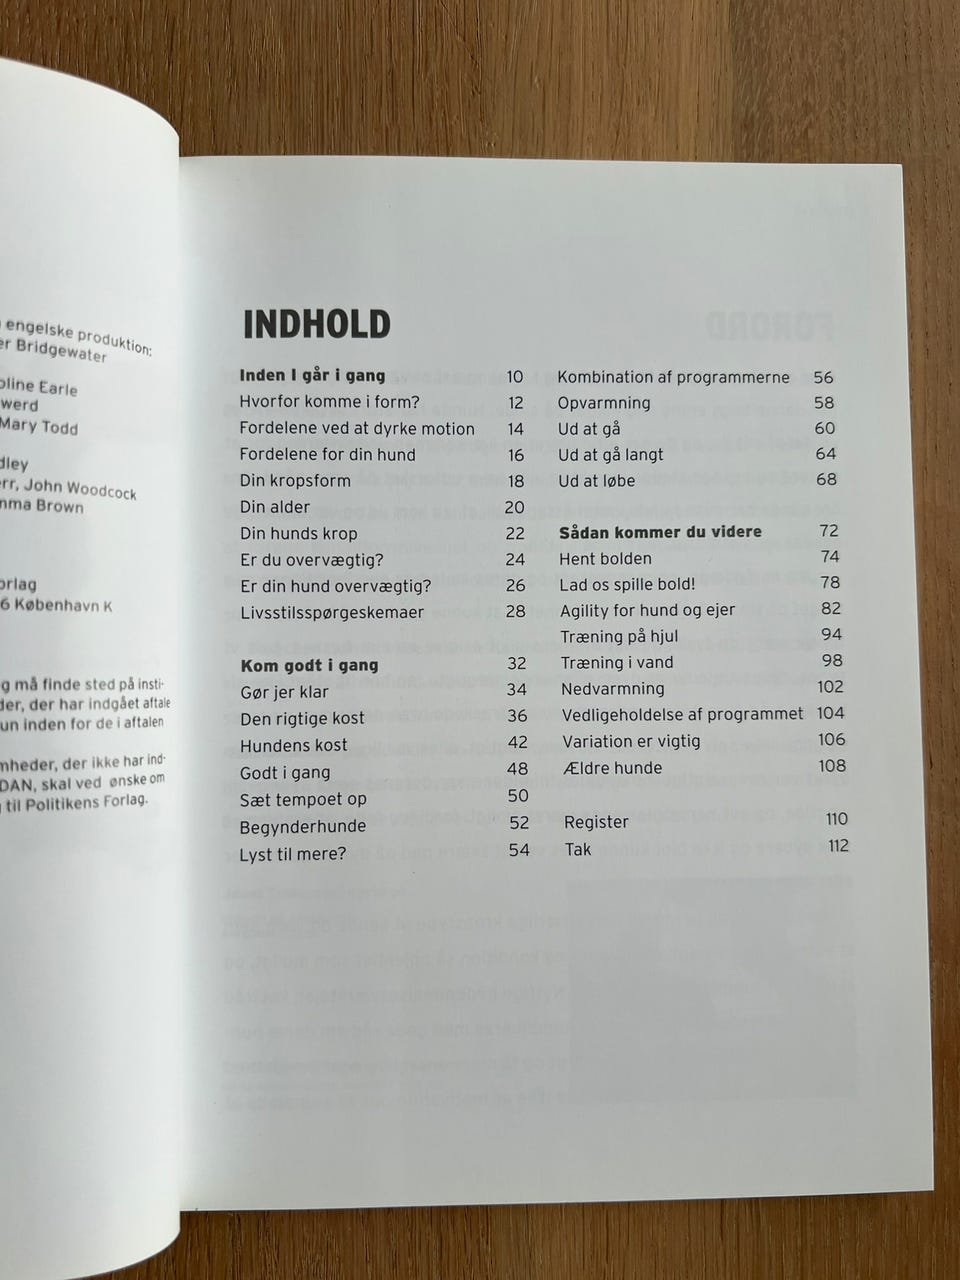 engelske produktion:
er Bridgewater
oline Earle
werd
Mary Todd
dley
rr, John Woodcock
mma Brown
orlag
6 København K
g må finde sted på insti-
der, der har indgået aftale
un inden for de i aftalen
mheder, der ikke har ind-
DAN, skal ved ønske om
til Politikens Forlag.
INDHOLD
Inden I går i gang 10
Hvorfor komme i form? 12
Fordelene ved at dyrke motion 14
Fordelene for din hund 16
Din kropsform 18
Din alder 20
Din hunds krop 22
Er du overvægtig? 24
Er din hund overvægtig? 26
Livsstilsspørgeskemaer 28
Kom godt i gang 32
Gør jer klar 34
Den rigtige kost 36
Hundens kost 42
Godt i gang 48
Sæt tempoet op 50
Begynderhunde 52
Lyst til mere? 54
Kombination af programmerne 56
Opvarmning 58
Ud at gå 60
Ud at gå langt 64
Ud at løbe 68
Sådan kommer du videre 72
Hent bolden 74
Lad os spille bold! 78
Agility for hund og ejer 82
Træning på hjul 94
Træning i vand 98
Nedvarmning 102
Vedligeholdelse af programmet 104
Variation er vigtig 106
Ældre hunde 108
Register 110
Tak 112